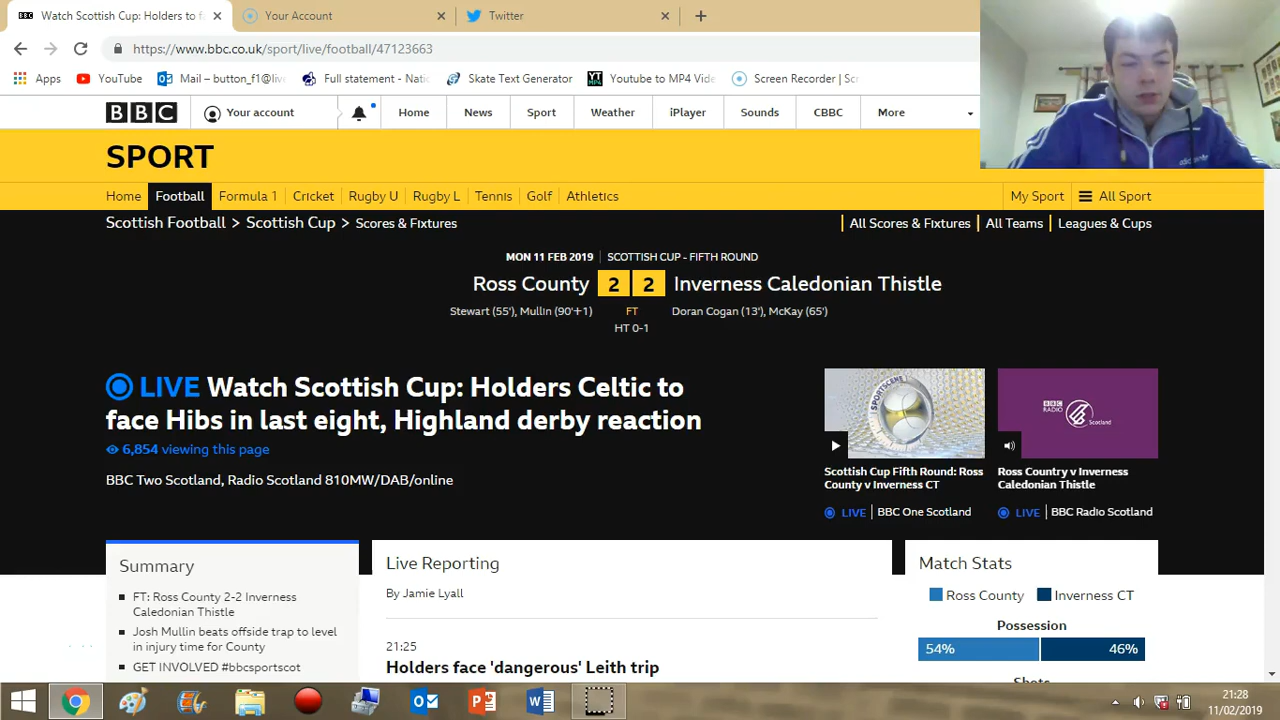 BBC Watch Scottish Cup: Holders to f
Your Account
Twitter
https://www.bbc.co.uk/sport/live/football/47123663
Apps
YouTube
Mail – button_f1@live
Full statement - Nati
Skate Text Generator
YT MP4 Youtube to MP4 Vide
Screen Recorder | Scr
BBC
Your account
Home
News
Sport
Weather
iPlayer
Sounds
CBBC
More
SPORT
Home
Football
Formula 1
Cricket
Rugby U
Rugby L
Tennis
Golf
Athletics
My Sport
All Sport
Scottish Football > Scottish Cup > Scores & Fixtures
All Scores & Fixtures
All Teams
Leagues & Cups
MON 11 FEB 2019 SCOTTISH CUP - FIFTH ROUND
Ross County 2 2 Inverness Caledonian Thistle
Stewart (55'), Mullin (90'+1) FT Doran Cogan (13'), McKay (65')
HT 0-1
LIVE Watch Scottish Cup: Holders Celtic to
face Hibs in last eight, Highland derby reaction
6,854 viewing this page
BBC Two Scotland, Radio Scotland 810MW/DAB/online
SPORTSCENE
Scottish Cup Fifth Round: Ross
County v Inverness CT
LIVE BBC One Scotland
BBC
RADIO
Scotland
Ross Country v Inverness
Caledonian Thistle
LIVE BBC Radio Scotland
Summary
FT: Ross County 2-2 Inverness
Caledonian Thistle
Josh Mullin beats offside trap to level
in injury time for County
GET INVOLVED #bbcsportscot
Live Reporting
By Jamie Lyall
21:25
Holders face 'dangerous' Leith trip
Match Stats
Ross County
Inverness CT
Possession
54%
46%
Shots
21:28
11/02/2019